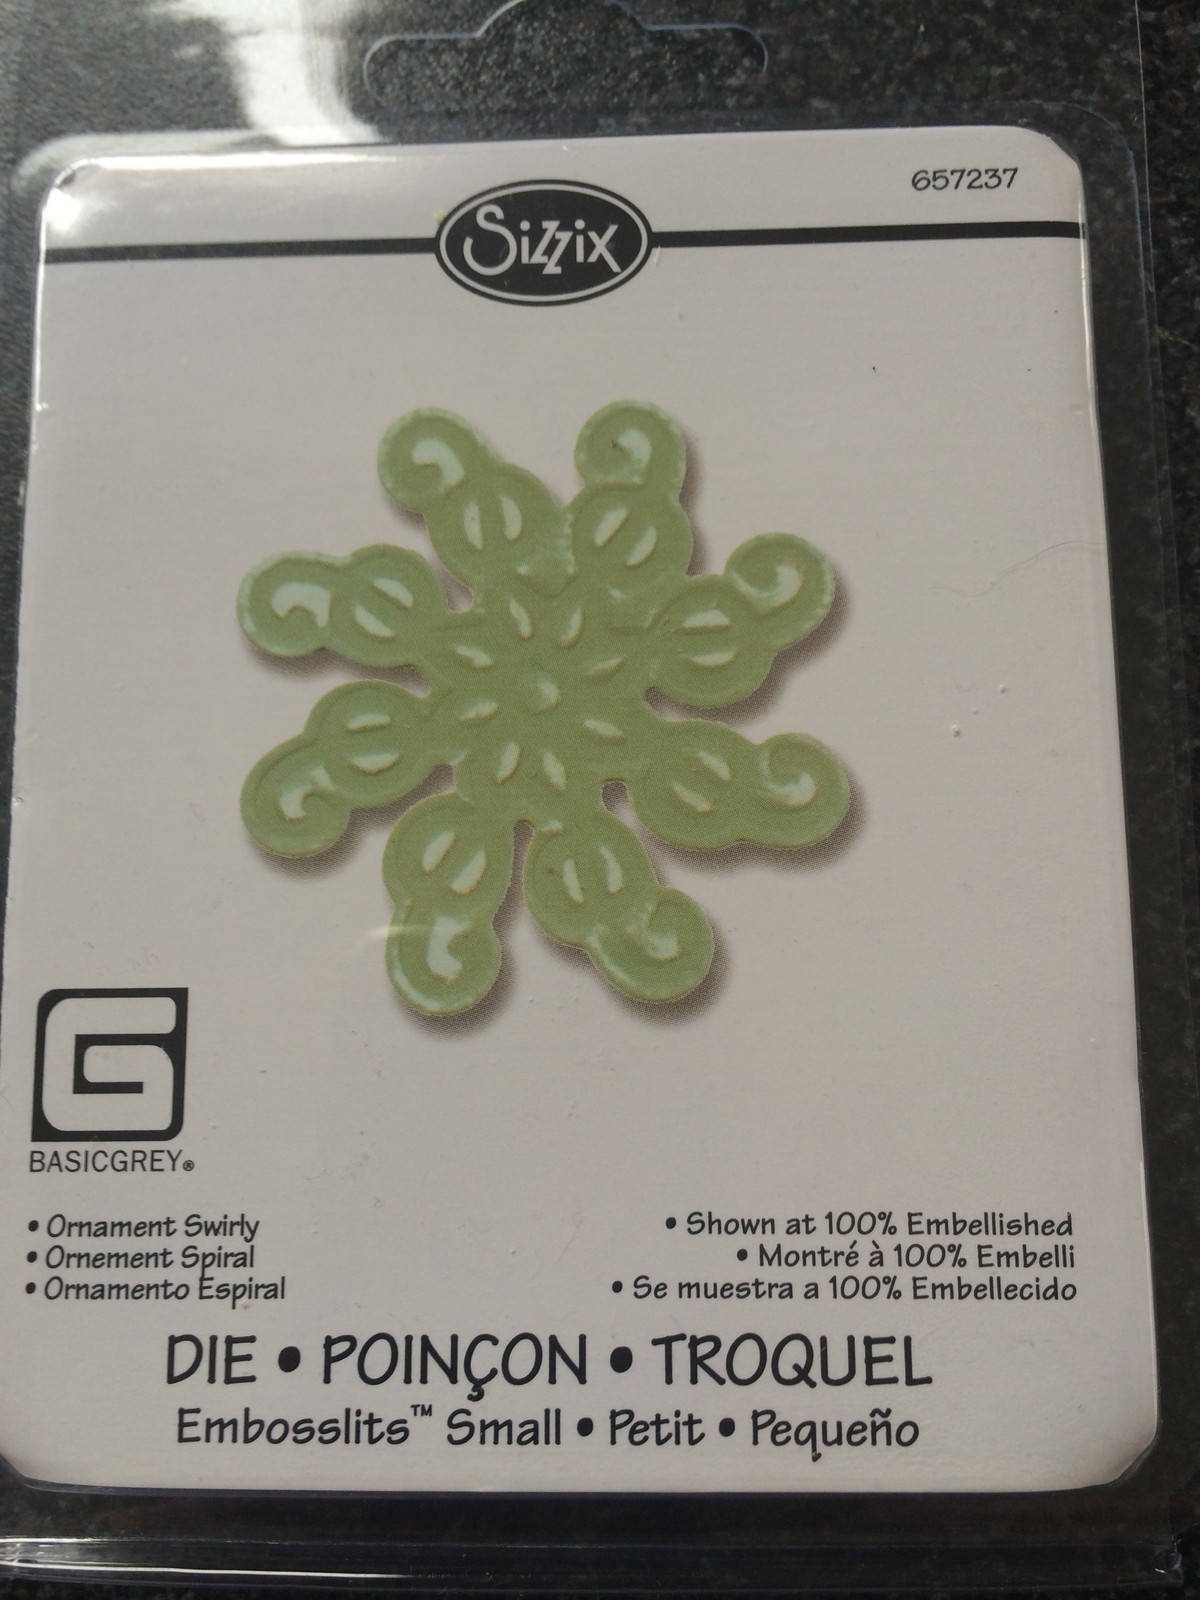 657237
Sizzix
BASICGREY®
• Ornament Swirly
• Ornement Spiral
• Ornamento Espiral
• Shown at 100% Embellished
• Montré à 100% Embelli
• Se muestra a 100% Embellecido
DIE • POINÇON • TROQUEL
Embosslits™ Small • Petit • Pequeño